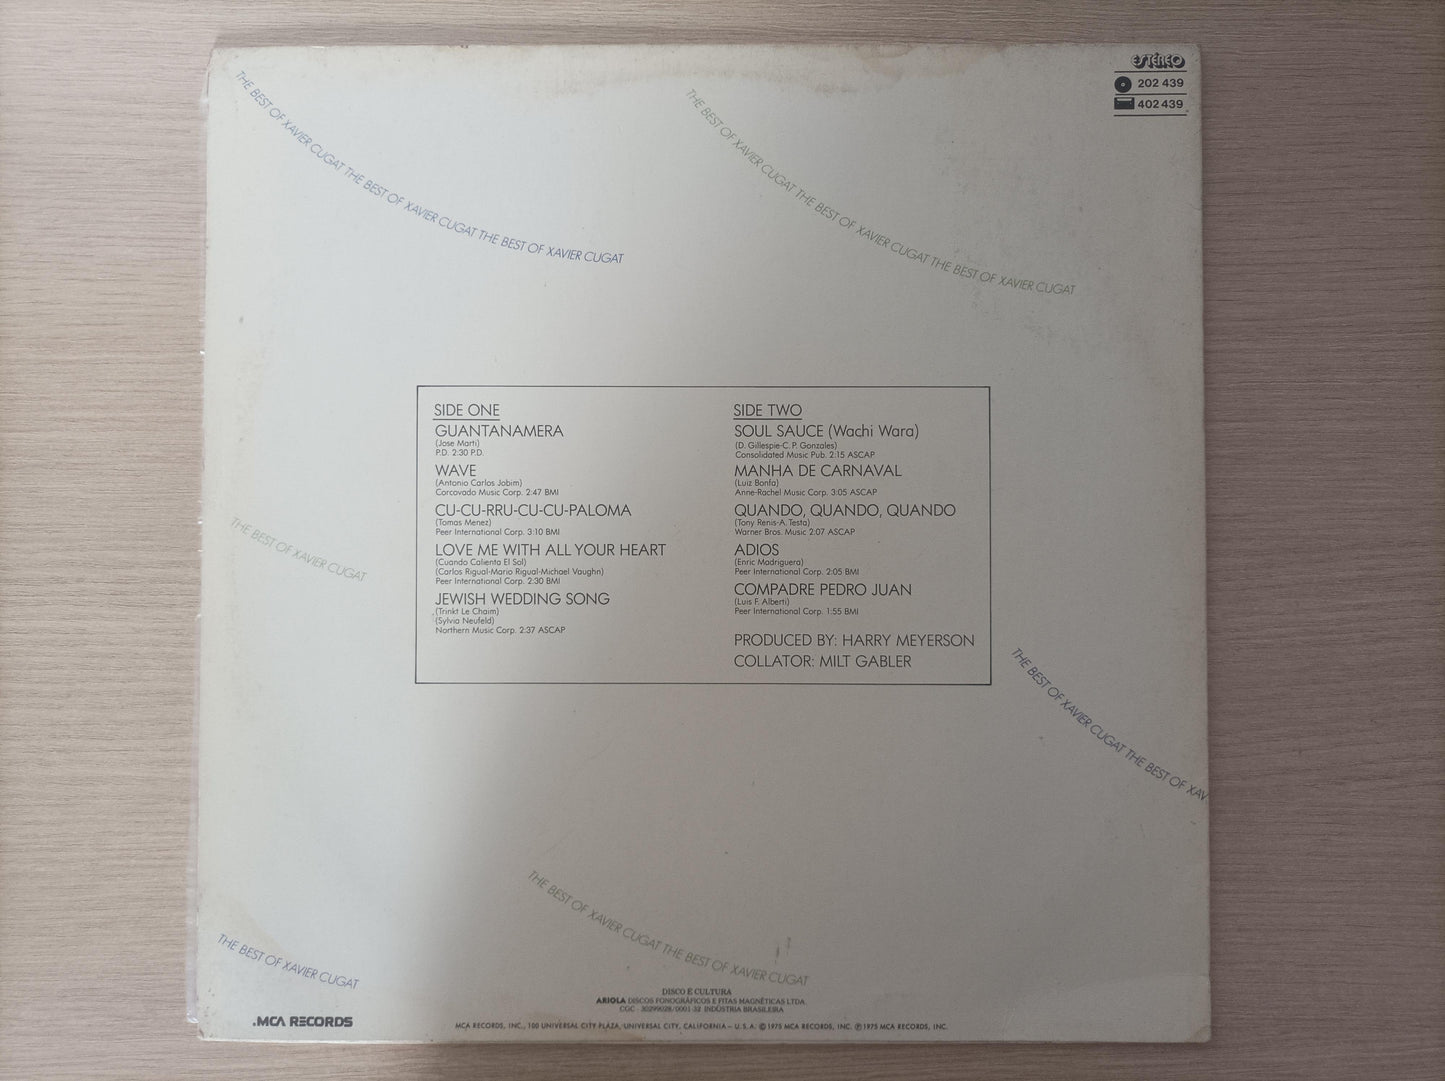 ESTÉREO
202 439
402 439
THE BEST OF XAVIER CUGAT THE BEST OF XAVIER CUGAT THE BEST OF XAVIER CUGAT
THE BEST OF XAVIER CUGAT THE BEST OF XAVIER CUGAT THE BEST OF XAVIER CUGAT
SIDE ONE
GUANTANAMERA
(Jose Marti)
P.D. 2:30 P.D.
WAVE
(Antonio Carlos Jobim)
Corcovado Music Corp. 2:47 BMI
CU-CU-RRU-CU-CU-PALOMA
(Tomas Menez)
Peer International Corp. 3:10 BMI
LOVE ME WITH ALL YOUR HEART
(Cuando Calienta El Sol)
(Carlos Rigual-Mario Rigual-Michael Vaughn)
Peer International Corp. 2:30 BMI
JEWISH WEDDING SONG
(Trinkt Le Chaim)
(Sylvia Neufeld)
Northern Music Corp. 2:37 ASCAP
SIDE TWO
SOUL SAUCE (Wachi Wara)
(D. Gillespie-C. P. Gonzales)
Consolidated Music Pub. 2:15 ASCAP
MANHA DE CARNAVAL
(Luiz Bonfa)
Anne-Rachel Music Corp. 3:05 ASCAP
QUANDO, QUANDO, QUANDO
(Tony Renis-A. Testa)
Warner Bros. Music 2:07 ASCAP
ADIOS
(Enric Madriguera)
Peer International Corp. 2:05 BMI
COMPADRE PEDRO JUAN
(Luis F. Alberti)
Peer International Corp. 1:55 BMI
PRODUCED BY: HARRY MEYERSON
COLLATOR: MILT GABLER
THE BEST OF XAVIER CUGAT
THE BEST OF XAVIER CUGAT THE BEST OF XAV
THE BEST OF XAVIER CUGAT THE BEST OF XAVIER CUGAT
THE BEST OF XAVIER CUGAT
DISCO É CULTURA
ARIOLA DISCOS FONOGRÁFICOS E FITAS MAGNÉTICAS LTDA.
CGC 30299028/0001-32 INDÚSTRIA BRASILEIRA
.MCA RECORDS
MCA RECORDS, INC., 100 UNIVERSAL CITY PLAZA, UNIVERSAL CITY, CALIFORNIA – U.S.A. ©1975 MCA RECORDS, INC. ℗1975 MCA RECORDS, INC.